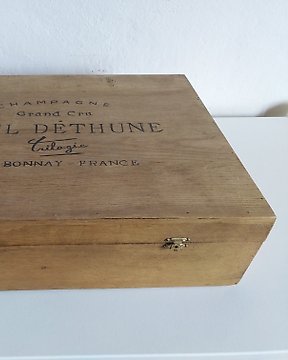 CHAMPAGNE
Grand Cru
L DÉTHUNE
Trilogie
BONNAY - FRANCE